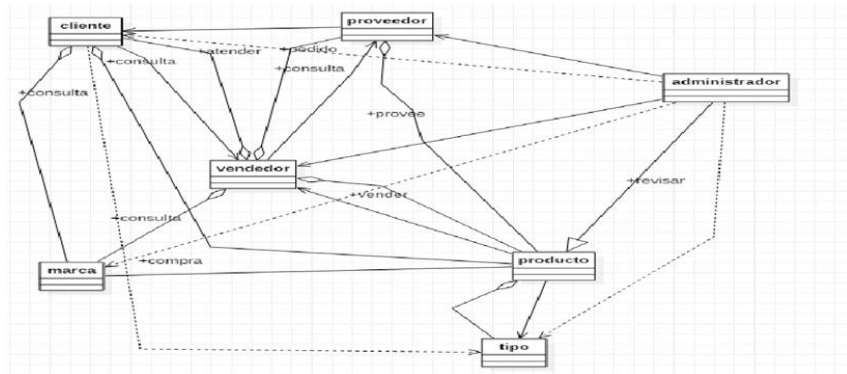 cliente
proveedor
+consulta
+atender
+pedido
+consulta
+consulta
administrador
+provee
vendedor
+Vender
+revisar
+consulta
marca
+compra
producto
tipo